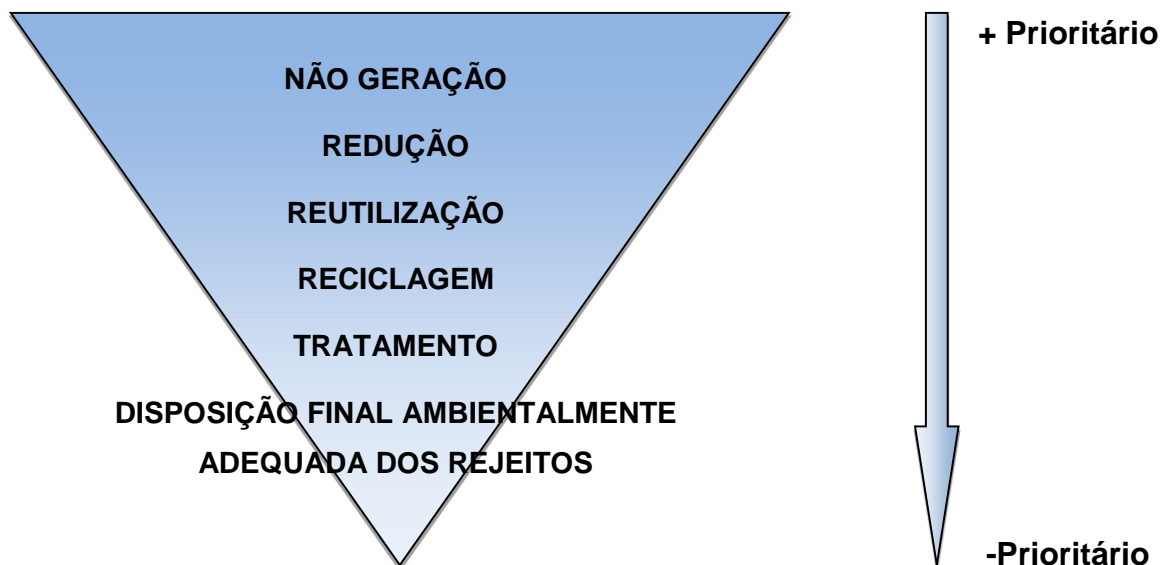 + Prioritário
NÃO GERAÇÃO
REDUÇÃO
REUTILIZAÇÃO
RECICLAGEM
TRATAMENTO
DISPOSIÇÃO FINAL AMBIENTALMENTE
ADEQUADA DOS REJEITOS
-Prioritário